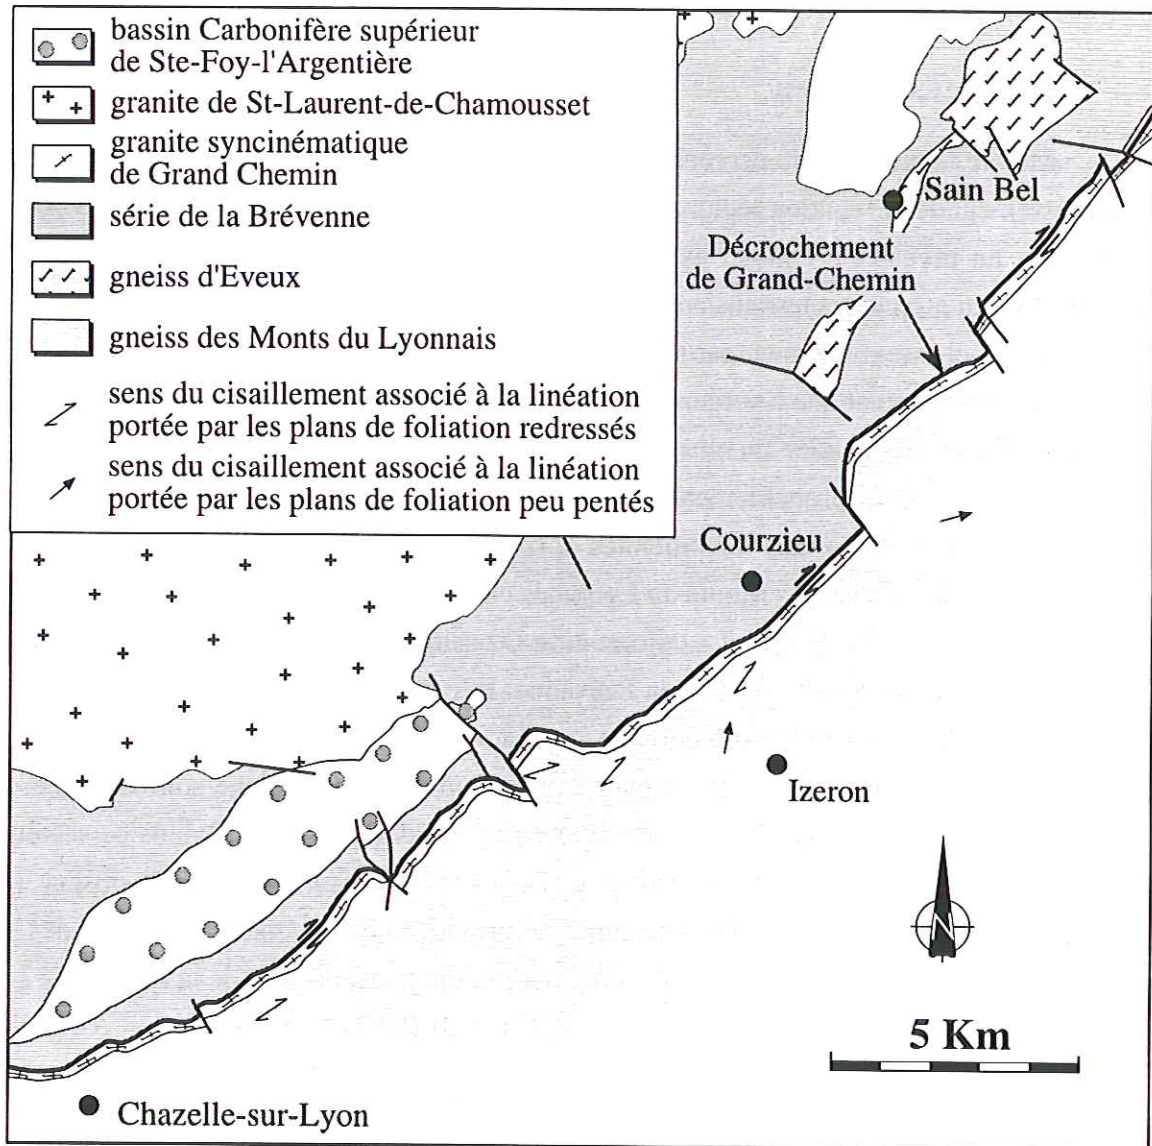 bassin Carbonifère supérieur
de Ste-Foy-l'Argentière
granite de St-Laurent-de-Chamousset
granite syncinématique
de Grand Chemin
série de la Brévenne
gneiss d'Eveux
gneiss des Monts du Lyonnais
sens du cisaillement associé à la linéation
portée par les plans de foliation redressés
sens du cisaillement associé à la linéation
portée par les plans de foliation peu pentés
Sain Bel
Décrochement
de Grand-Chemin
Courzieu
Izeron
N
5 Km
Chazelle-sur-Lyon